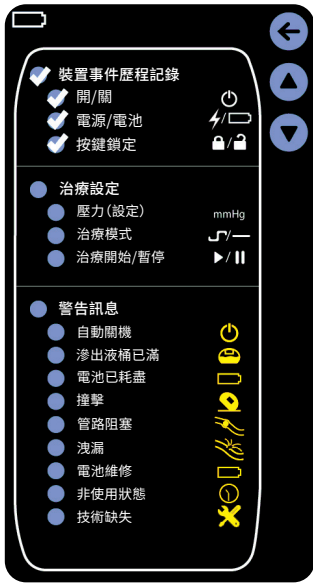 裝置事件歷程記錄
開/關
電源/電池
/
按鍵鎖定
/
治療設定
壓力(設定)
mmHg
治療模式
/
治療開始/暫停
/
警告訊息
自動關機
滲出液桶已滿
電池已耗盡
撞擊
管路阻塞
洩漏
電池維修
非使用狀態
技術缺失